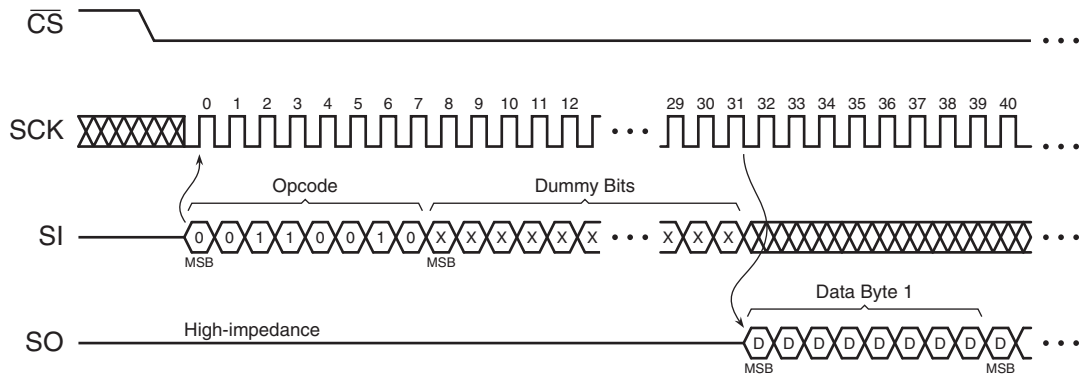 CS
0 1 2 3 4 5 6 7 8 9 10 11 12 29 30 31 32 33 34 35 36 37 38 39 40
SCK
Opcode Dummy Bits
SI 0 0 1 1 0 0 1 0 X X X X X X X X X
MSB MSB
Data Byte 1
High-impedance
SO D D D D D D D D D
MSB MSB